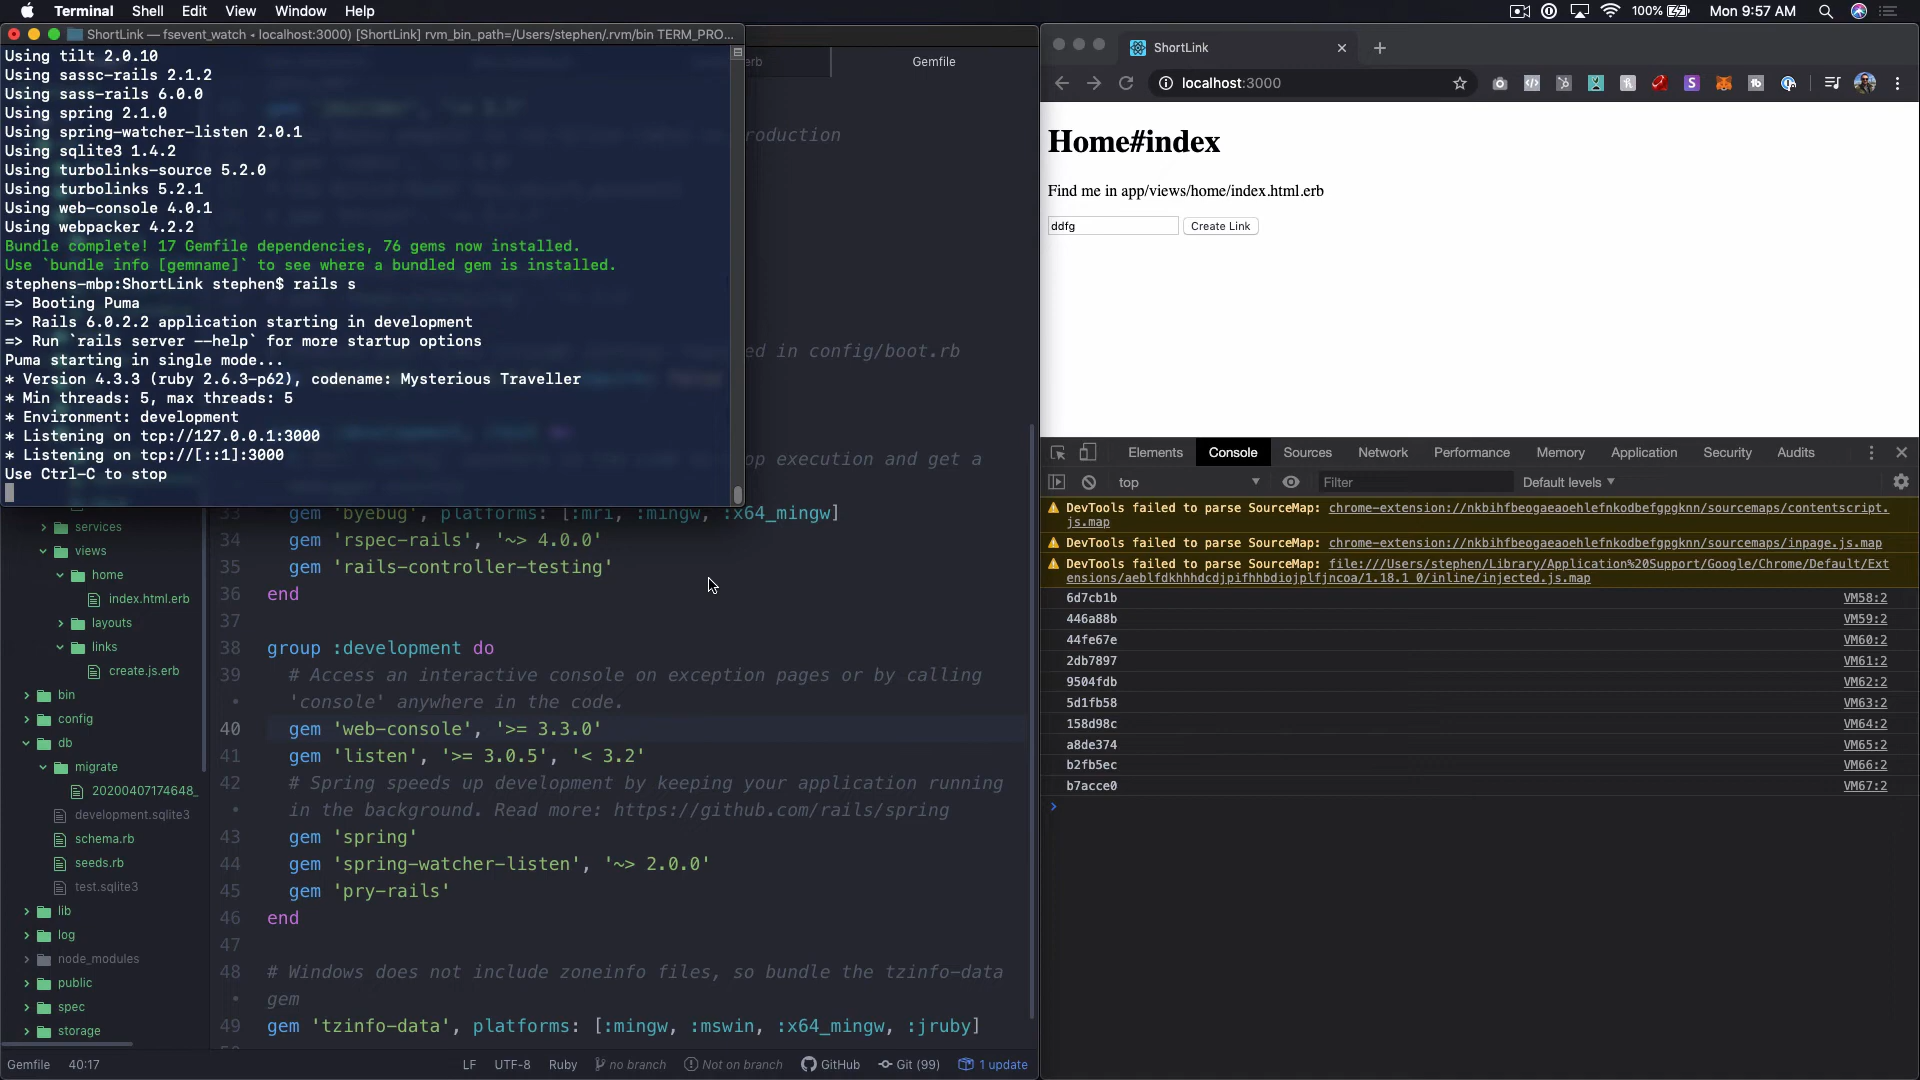 Terminal Shell Edit View Window Help
100% Mon 9:57 AM
ShortLink — fsevent_watch ◂ localhost:3000) [ShortLink] rvm_bin_path=/Users/stephen/.rvm/bin TERM_PRO...
Using tilt 2.0.10
Using sassc-rails 2.1.2
Using sass-rails 6.0.0
Using spring 2.1.0
Using spring-watcher-listen 2.0.1
Using sqlite3 1.4.2
Using turbolinks-source 5.2.0
Using turbolinks 5.2.1
Using web-console 4.0.1
Using webpacker 4.2.2
Bundle complete! 17 Gemfile dependencies, 76 gems now installed.
Use `bundle info [gemname]` to see where a bundled gem is installed.
stephens-mbp:ShortLink stephen$ rails s
=> Booting Puma
=> Rails 6.0.2.2 application starting in development
=> Run `rails server --help` for more startup options
Puma starting in single mode...
* Version 4.3.3 (ruby 2.6.3-p62), codename: Mysterious Traveller
* Min threads: 5, max threads: 5
* Environment: development
* Listening on tcp://127.0.0.1:3000
* Listening on tcp://[::1]:3000
Use Ctrl-C to stop
Gemfile
roduction
ed in config/boot.rb
op execution and get a
services
views
home
index.html.erb
layouts
links
create.js.erb
bin
config
db
migrate
20200407174648_
development.sqlite3
schema.rb
seeds.rb
test.sqlite3
lib
log
node_modules
public
spec
storage
33 gem 'byebug', platforms: [:mri, :mingw, :x64_mingw]
34 gem 'rspec-rails', '~> 4.0.0'
35 gem 'rails-controller-testing'
36 end
37
38 group :development do
39 # Access an interactive console on exception pages or by calling
• 'console' anywhere in the code.
40 gem 'web-console', '>= 3.3.0'
41 gem 'listen', '>= 3.0.5', '< 3.2'
42 # Spring speeds up development by keeping your application running
• in the background. Read more: https://github.com/rails/spring
43 gem 'spring'
44 gem 'spring-watcher-listen', '~> 2.0.0'
45 gem 'pry-rails'
46 end
47
48 # Windows does not include zoneinfo files, so bundle the tzinfo-data
• gem
49 gem 'tzinfo-data', platforms: [:mingw, :mswin, :x64_mingw, :jruby]
Gemfile 40:17 LF UTF-8 Ruby no branch Not on branch GitHub Git (99) 1 update
ShortLink
localhost:3000
Home#index
Find me in app/views/home/index.html.erb
ddfg Create Link
Elements Console Sources Network Performance Memory Application Security Audits
top Filter Default levels
DevTools failed to parse SourceMap: chrome-extension://nkbihfbeogaeaoehlefnkodbefgpgknn/sourcemaps/contentscript.
js.map
DevTools failed to parse SourceMap: chrome-extension://nkbihfbeogaeaoehlefnkodbefgpgknn/sourcemaps/inpage.js.map
DevTools failed to parse SourceMap: file:///Users/stephen/Library/Application%20Support/Google/Chrome/Default/Ext
ensions/aeblfdkhhhdcdjpifhhbdiojplfjncoa/1.18.1_0/inline/injected.js.map
6d7cb1b VM58:2
446a88b VM59:2
44fe67e VM60:2
2db7897 VM61:2
9504fdb VM62:2
5d1fb58 VM63:2
158d98c VM64:2
a8de374 VM65:2
b2fb5ec VM66:2
b7acce0 VM67:2